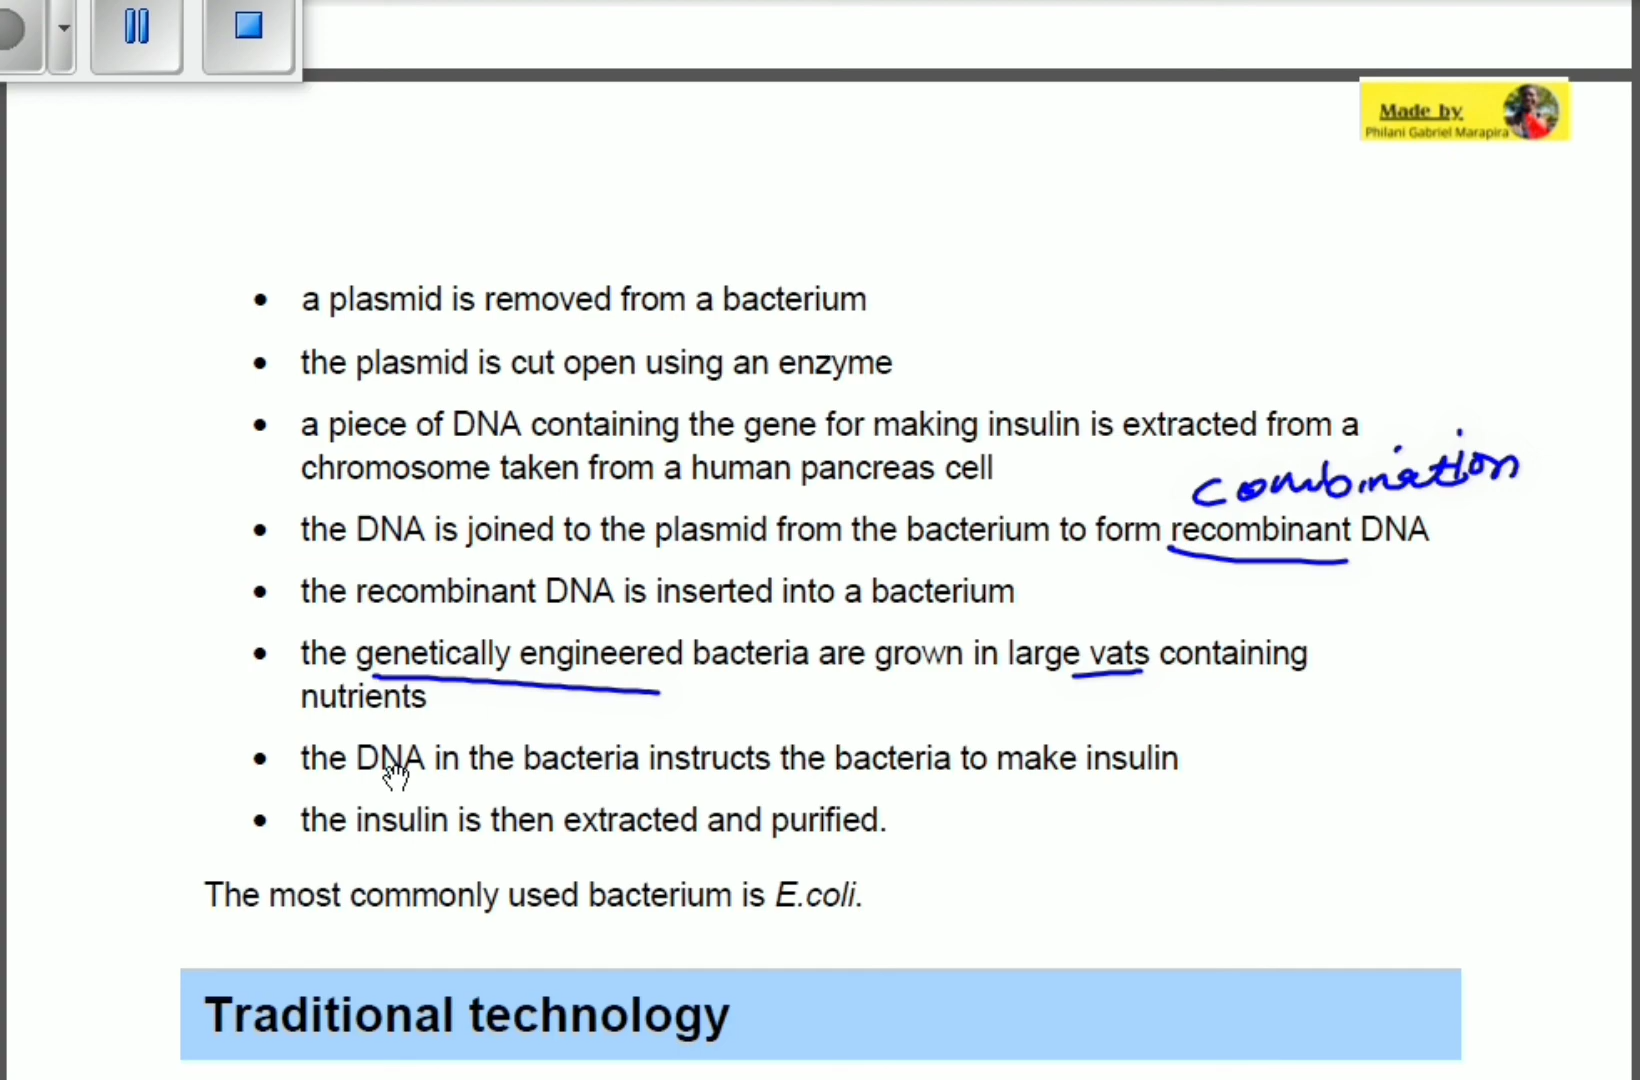 Made by
Philani Gabriel Marapira
• a plasmid is removed from a bacterium
• the plasmid is cut open using an enzyme
• a piece of DNA containing the gene for making insulin is extracted from a
chromosome taken from a human pancreas cell
combination
• the DNA is joined to the plasmid from the bacterium to form recombinant DNA
• the recombinant DNA is inserted into a bacterium
• the genetically engineered bacteria are grown in large vats containing
nutrients
• the DNA in the bacteria instructs the bacteria to make insulin
• the insulin is then extracted and purified.
The most commonly used bacterium is E.coli.
Traditional technology